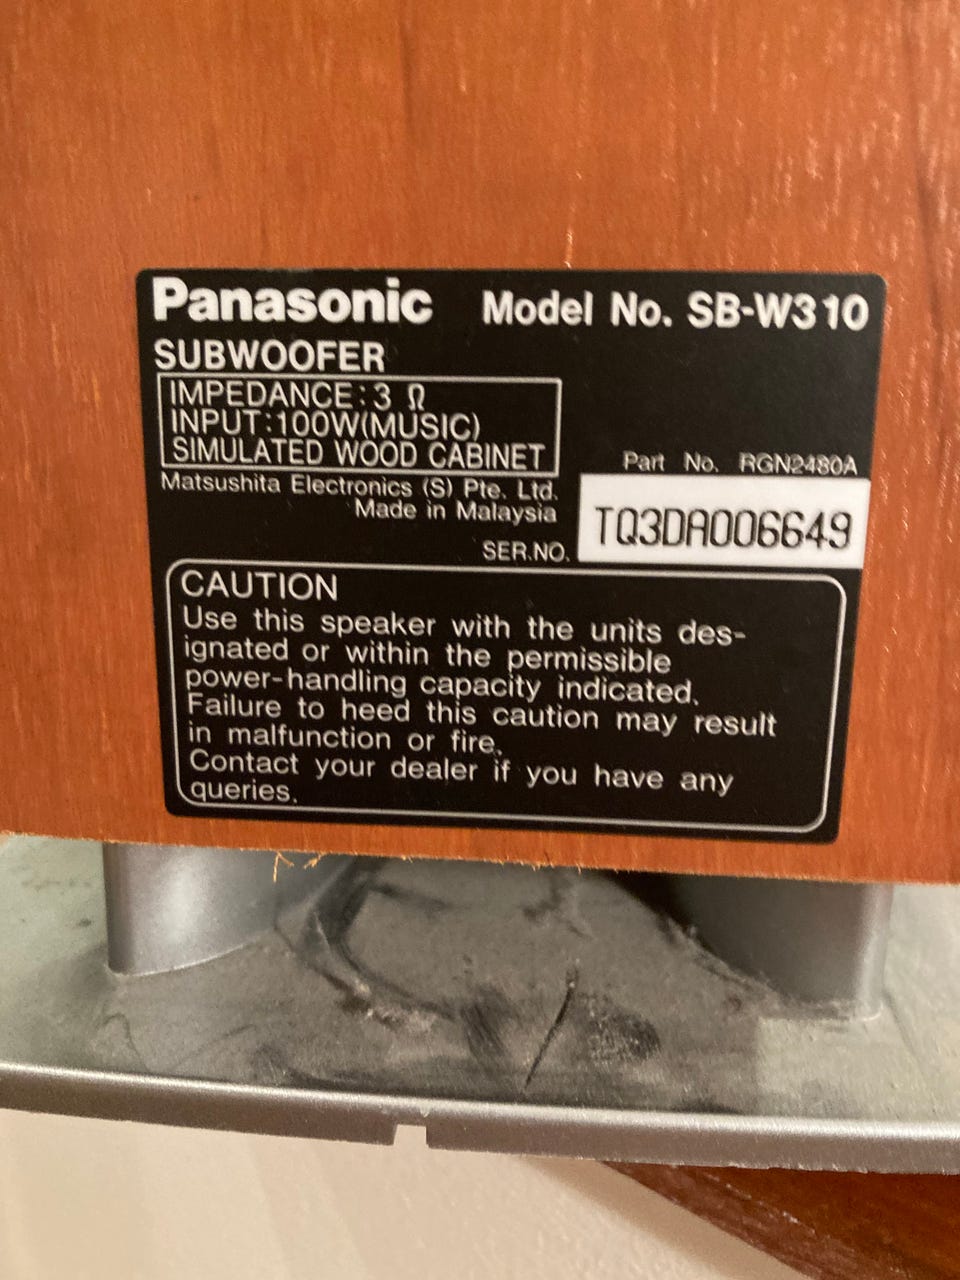 Panasonic Model No. SB-W310
SUBWOOFER
IMPEDANCE:3 Ω
INPUT:100W(MUSIC)
SIMULATED WOOD CABINET
Part No. RGN2480A
Matsushita Electronics (S) Pte. Ltd.
Made in Malaysia
SER.NO. TQ3DA006649
CAUTION
Use this speaker with the units des-
ignated or within the permissible
power-handling capacity indicated.
Failure to heed this caution may result
in malfunction or fire.
Contact your dealer if you have any
queries.